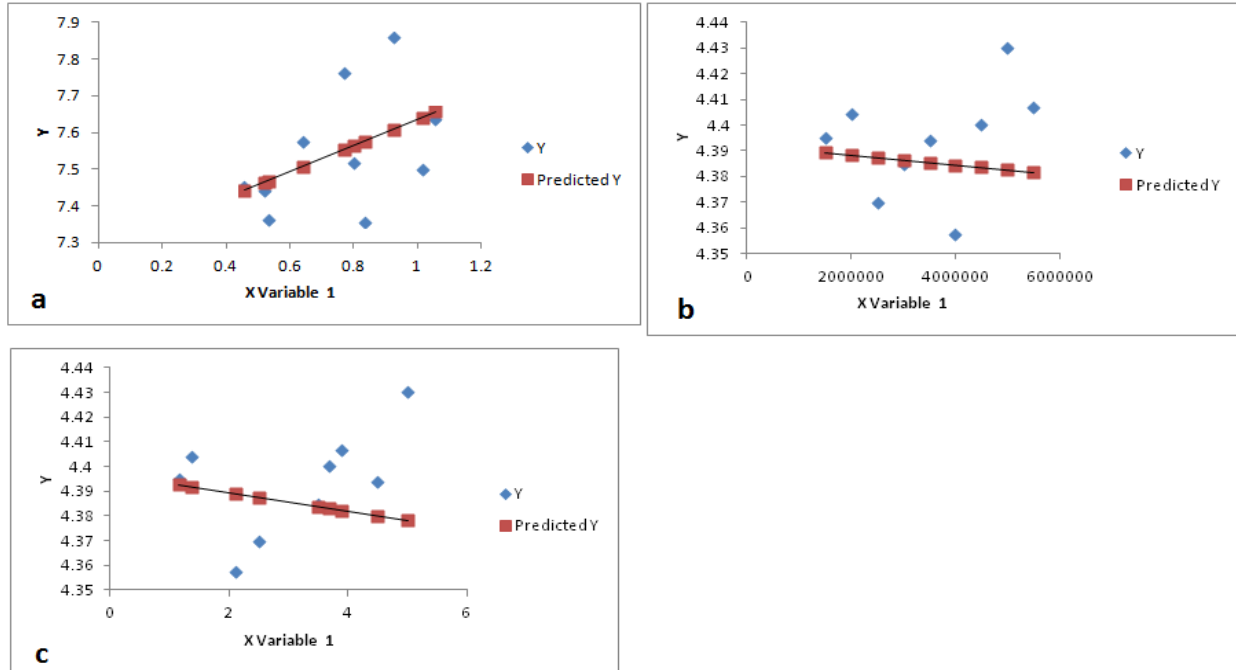 7.9
7.8
7.7
7.6
7.5
7.4
7.3
Y
0 0.2 0.4 0.6 0.8 1 1.2
X Variable 1
Y
Predicted Y
a
4.44
4.43
4.42
4.41
4.4
4.39
4.38
4.37
4.36
4.35
Y
0 2000000 4000000 6000000
X Variable 1
Y
Predicted Y
b
4.44
4.43
4.42
4.41
4.4
4.39
4.38
4.37
4.36
4.35
Y
0 2 4 6
X Variable 1
Y
Predicted Y
c